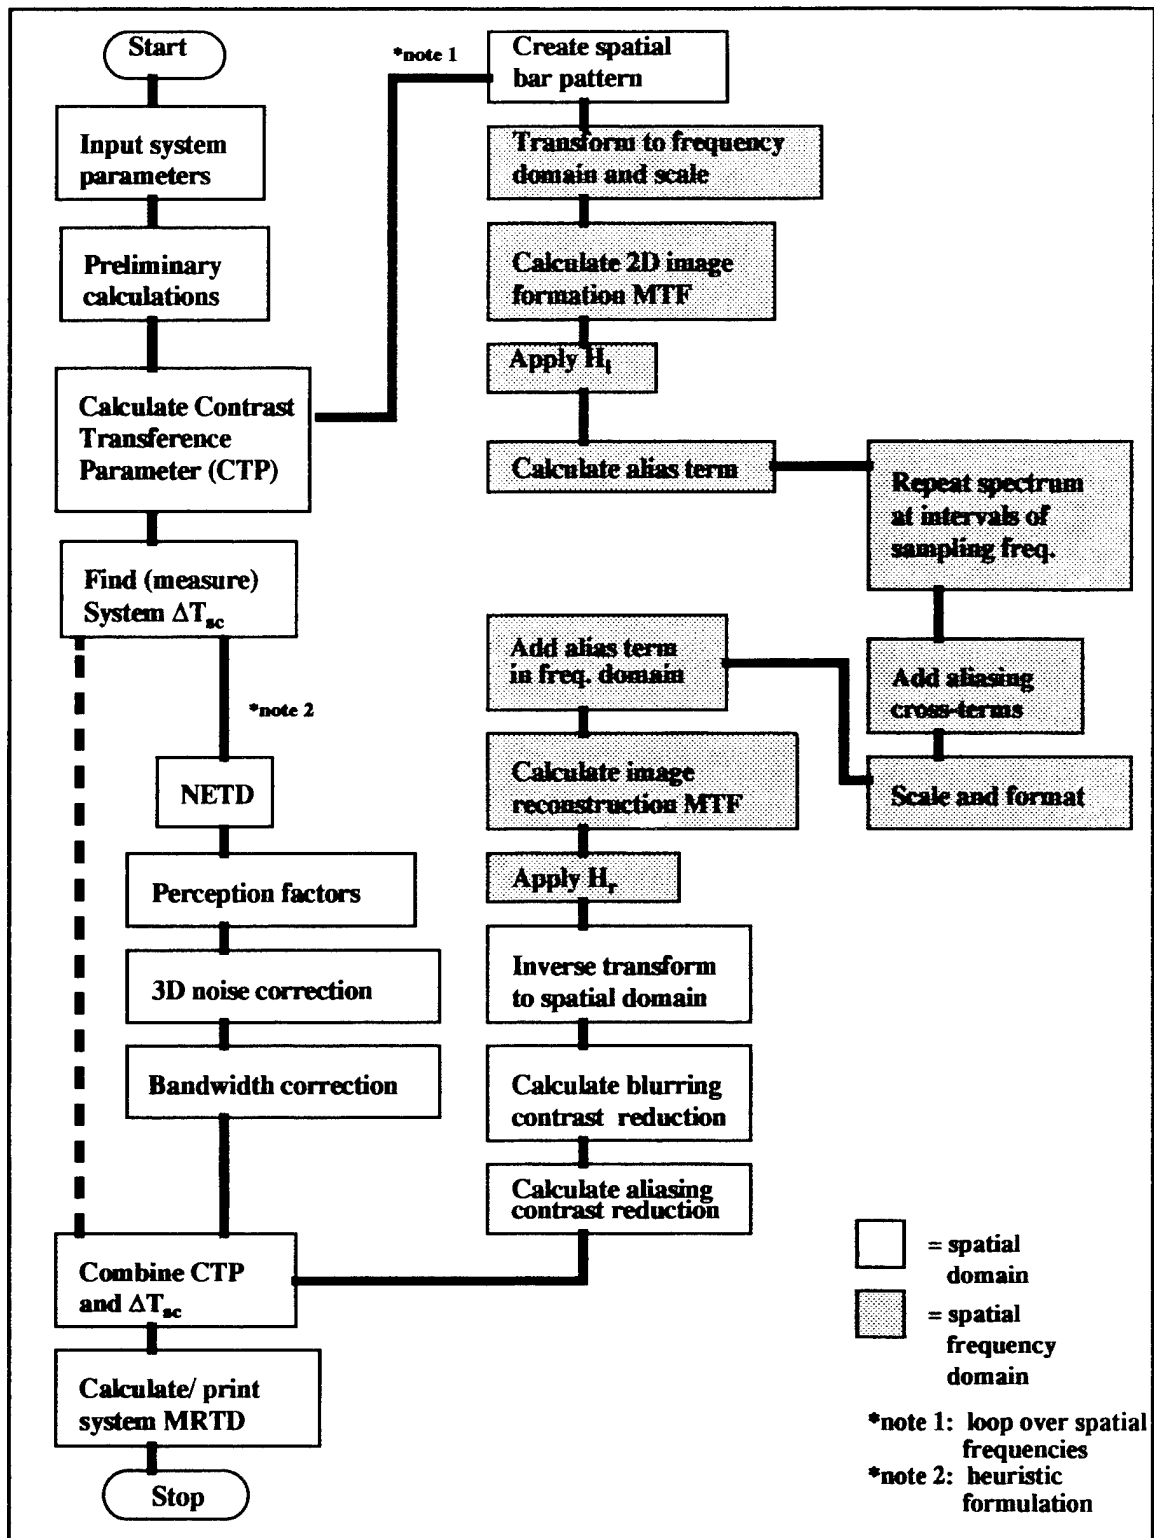 Start
*note 1
Input system
parameters
Preliminary
calculations
Calculate Contrast
Transference
Parameter (CTP)
Find (measure)
System ΔTsc
*note 2
NETD
Perception factors
3D noise correction
Bandwidth correction
Combine CTP
and ΔTsc
Calculate/ print
system MRTD
Stop
Create spatial
bar pattern
Transform to frequency
domain and scale
Calculate 2D image
formation MTF
Apply Hi
Calculate alias term
Repeat spectrum
at intervals of
sampling freq.
Add aliasing
cross-terms
Scale and format
Add alias term
in freq. domain
Calculate image
reconstruction MTF
Apply Hr
Inverse transform
to spatial domain
Calculate blurring
contrast reduction
Calculate aliasing
contrast reduction
= spatial
domain
= spatial
frequency
domain
*note 1: loop over spatial
frequencies
*note 2: heuristic
formulation